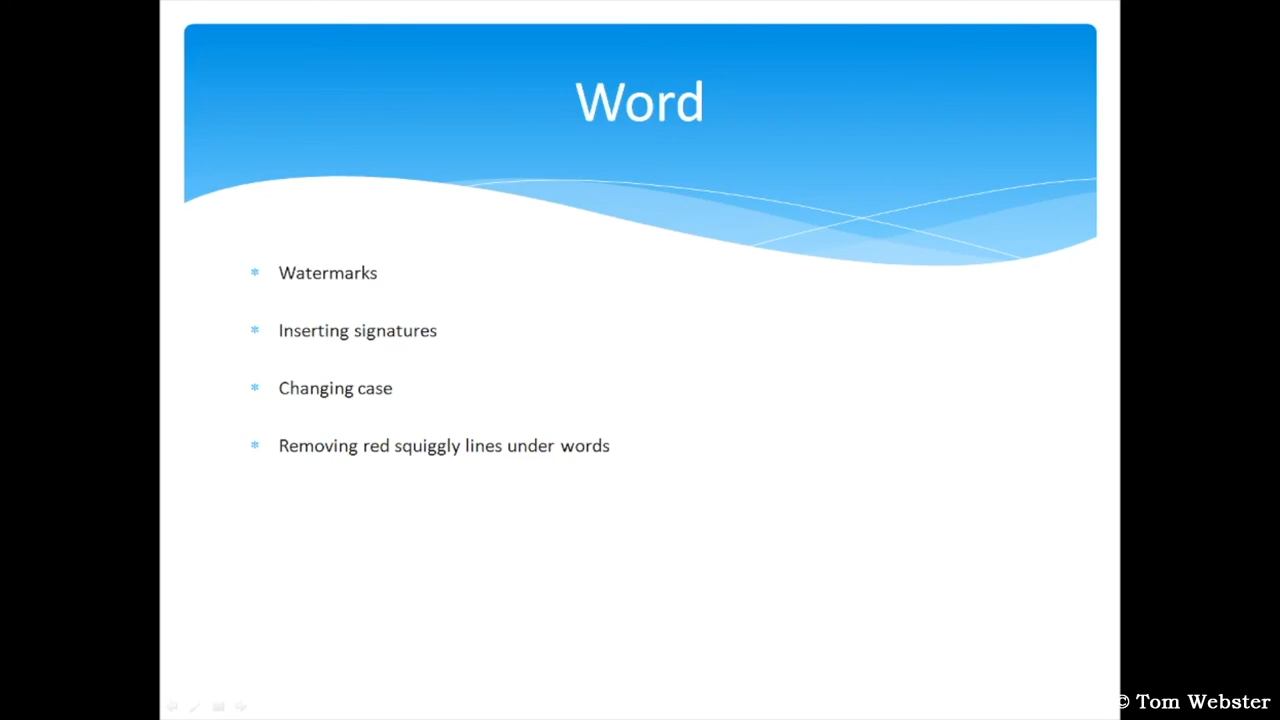 Word
Watermarks
Inserting signatures
Changing case
Removing red squiggly lines under words
© Tom Webster